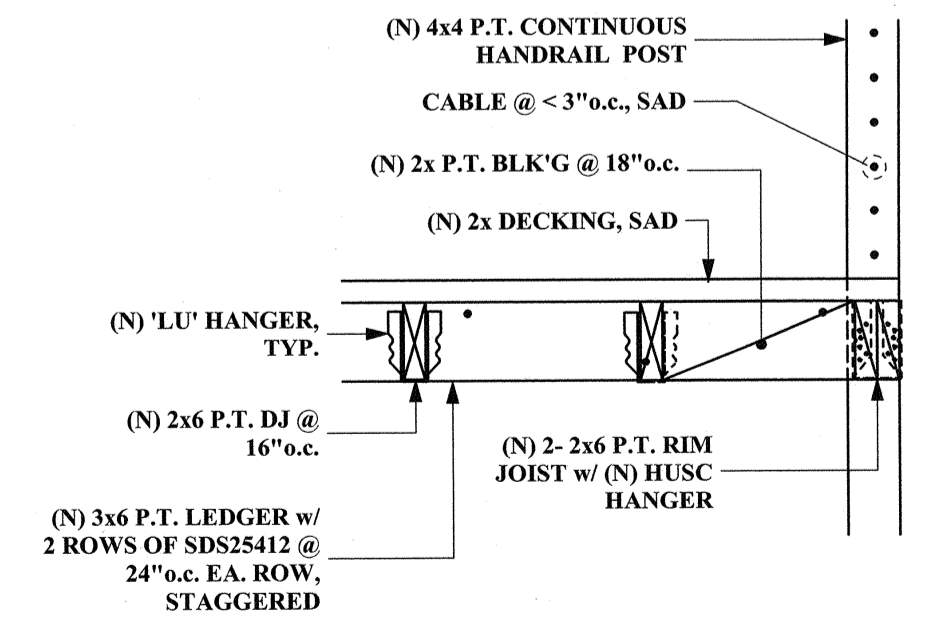 (N) 4x4 P.T. CONTINUOUS
HANDRAIL POST
CABLE @ < 3"o.c., SAD
(N) 2x P.T. BLK'G @ 18"o.c.
(N) 2x DECKING, SAD
(N) 'LU' HANGER,
TYP.
(N) 2x6 P.T. DJ @
16"o.c.
(N) 2- 2x6 P.T. RIM
JOIST w/ (N) HUSC
HANGER
(N) 3x6 P.T. LEDGER w/
2 ROWS OF SDS25412 @
24"o.c. EA. ROW,
STAGGERED